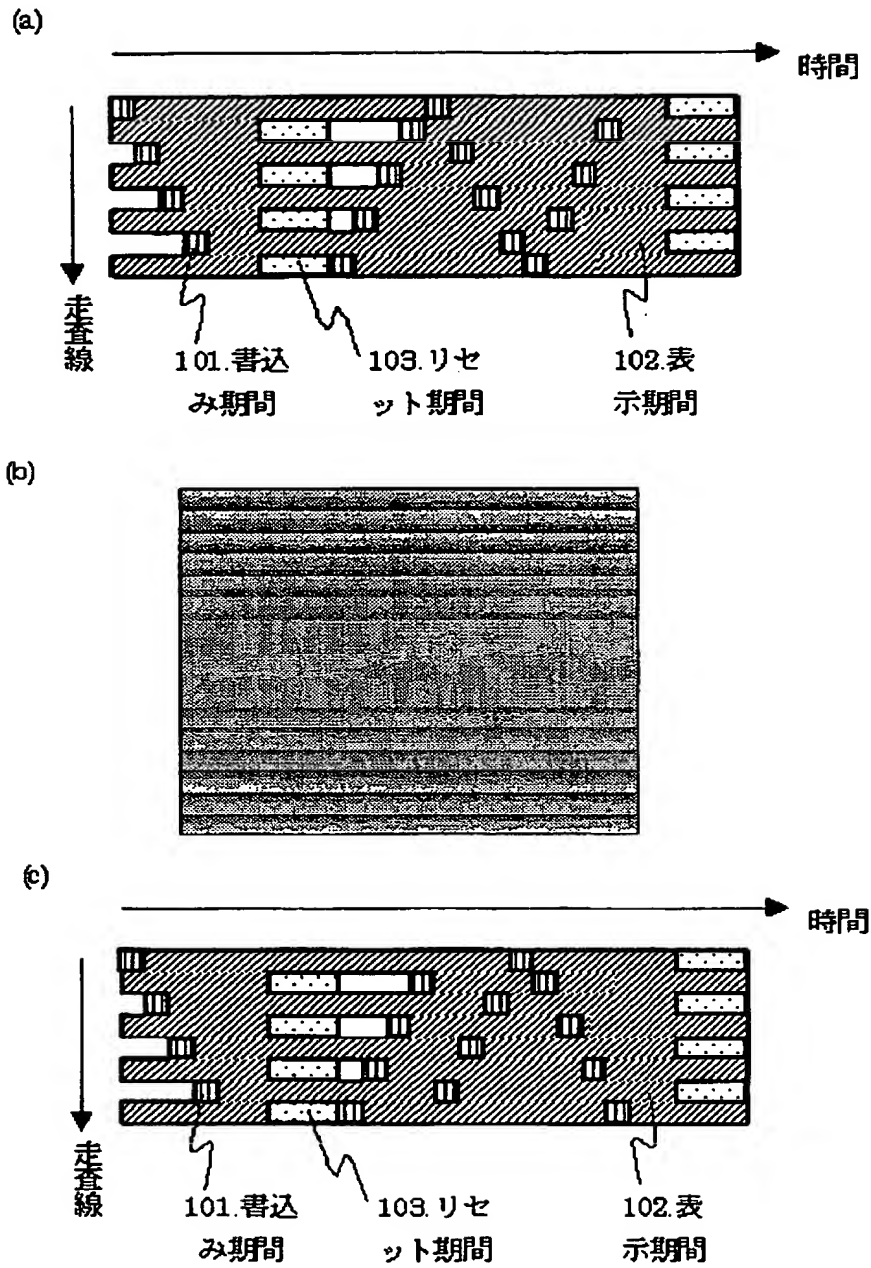 (a)
時間
走査線
101.書込
み期間
103.リセ
ット期間
102.表
示期間
(b)
(c)
時間
走査線
101.書込
み期間
103.リセ
ット期間
102.表
示期間